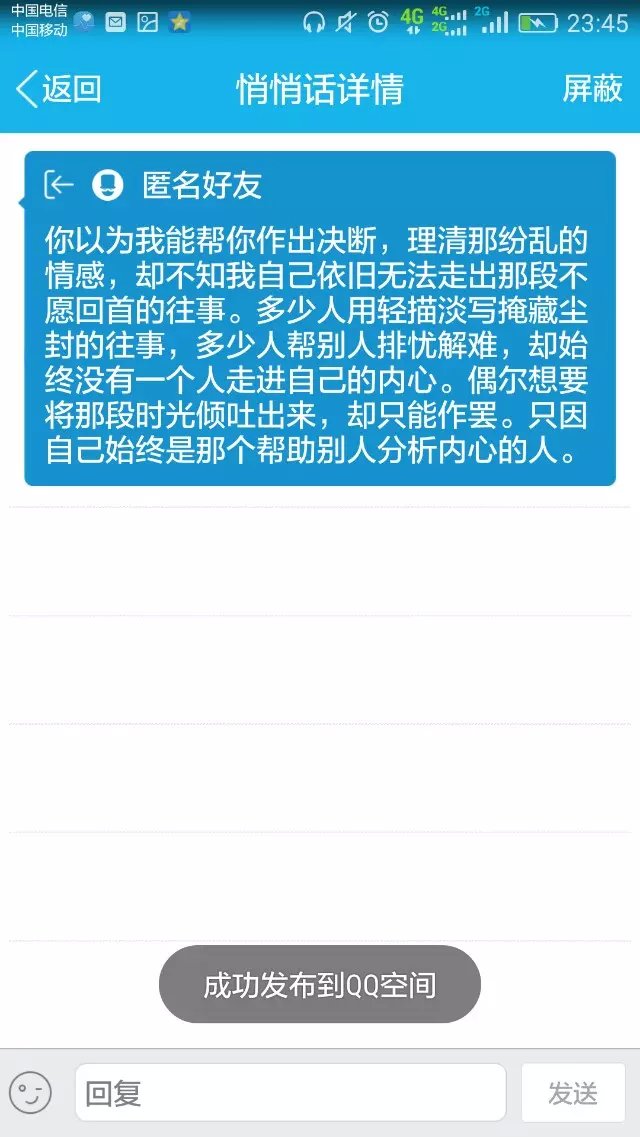 中国电信
中国移动
4G
4G
2G
2G
23:45
返回
悄悄话详情
屏蔽
匿名好友
你以为我能帮你作出决断，理清那纷乱的
情感，却不知我自己依旧无法走出那段不
愿回首的往事。多少人用轻描淡写掩藏尘
封的往事，多少人帮别人排忧解难，却始
终没有一个人走进自己的内心。偶尔想要
将那段时光倾吐出来，却只能作罢。只因
自己始终是那个帮助别人分析内心的人。
成功发布到QQ空间
回复
发送